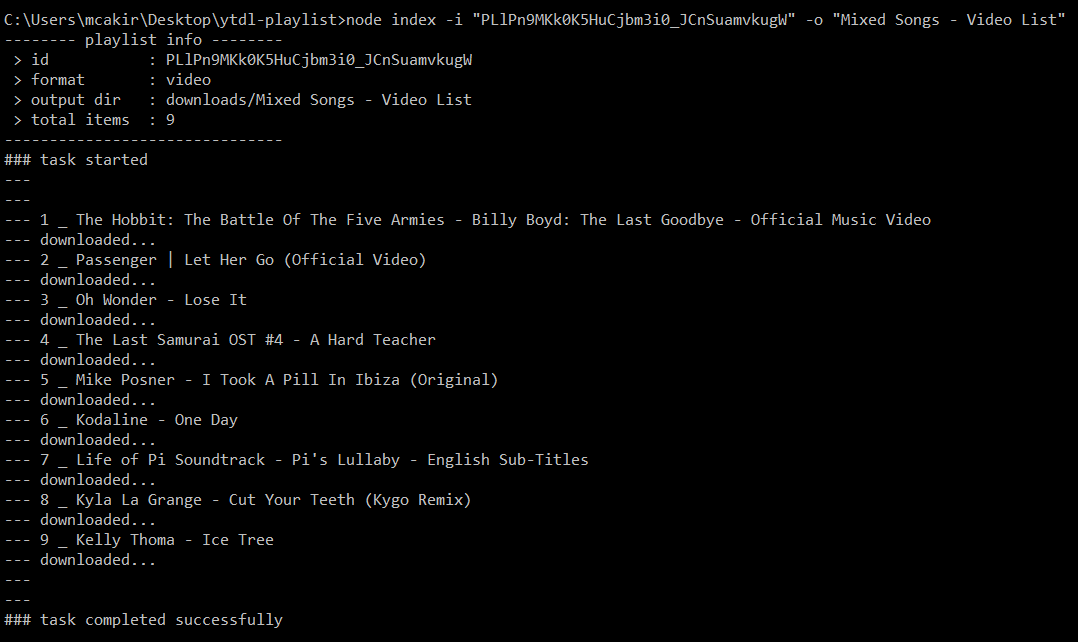 C:\Users\mcakir\Desktop\ytdl-playlist>node index -i "PLlPn9MKk0K5HuCjbm3i0_JCnSuamvkugW" -o "Mixed Songs - Video List"
-------- playlist info --------
 > id           : PLlPn9MKk0K5HuCjbm3i0_JCnSuamvkugW
 > format       : video
 > output dir   : downloads/Mixed Songs - Video List
 > total items  : 9
-------------------------------
### task started
---
---
--- 1 _ The Hobbit: The Battle Of The Five Armies - Billy Boyd: The Last Goodbye - Official Music Video
--- downloaded...
--- 2 _ Passenger | Let Her Go (Official Video)
--- downloaded...
--- 3 _ Oh Wonder - Lose It
--- downloaded...
--- 4 _ The Last Samurai OST #4 - A Hard Teacher
--- downloaded...
--- 5 _ Mike Posner - I Took A Pill In Ibiza (Original)
--- downloaded...
--- 6 _ Kodaline - One Day
--- downloaded...
--- 7 _ Life of Pi Soundtrack - Pi's Lullaby - English Sub-Titles
--- downloaded...
--- 8 _ Kyla La Grange - Cut Your Teeth (Kygo Remix)
--- downloaded...
--- 9 _ Kelly Thoma - Ice Tree
--- downloaded...
---
---
### task completed successfully